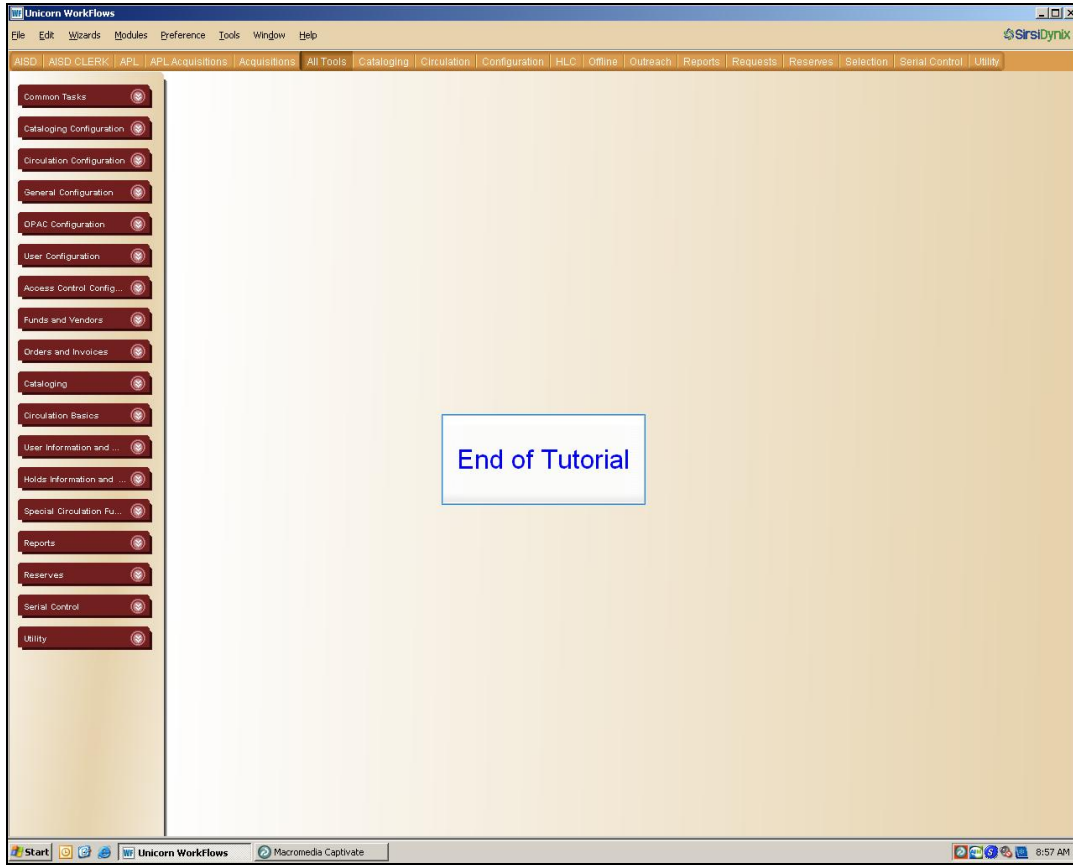 Unicorn WorkFlows
File Edit Wizards Modules Preference Tools Window Help
SirsiDynix
AISD AISD CLERK APL APL Acquisitions Acquisitions All Tools Cataloging Circulation Configuration HLC Offline Outreach Reports Requests Reserves Selection Serial Control Utility
Common Tasks
Cataloging Configuration
Circulation Configuration
General Configuration
OPAC Configuration
User Configuration
Access Control Config...
Funds and Vendors
Orders and Invoices
Cataloging
Circulation Basics
User Information and ...
Holds Information and ...
Special Circulation Fu...
Reports
Reserves
Serial Control
Utility
End of Tutorial
Start Unicorn WorkFlows Macromedia Captivate 8:57 AM